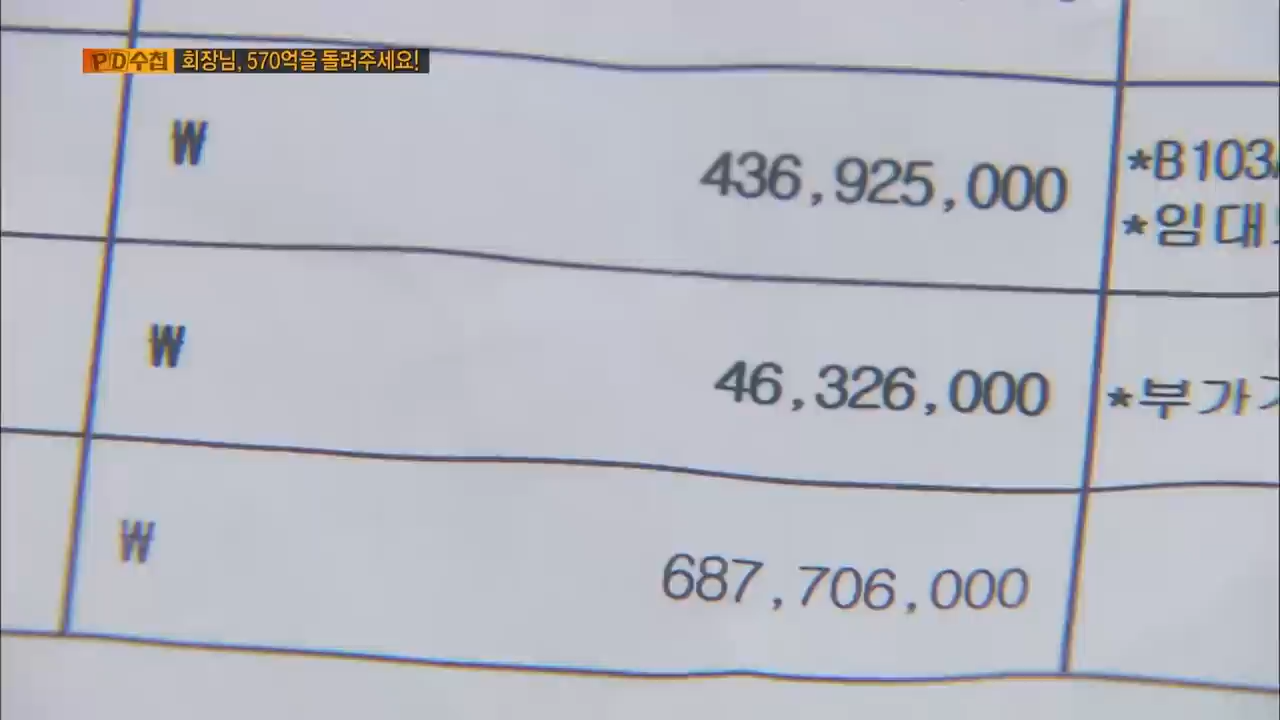 PD수첩 회장님, 570억을 돌려주세요!
₩ 436,925,000 *B103
*임대
₩ 46,326,000 *부가
₩ 687,706,000